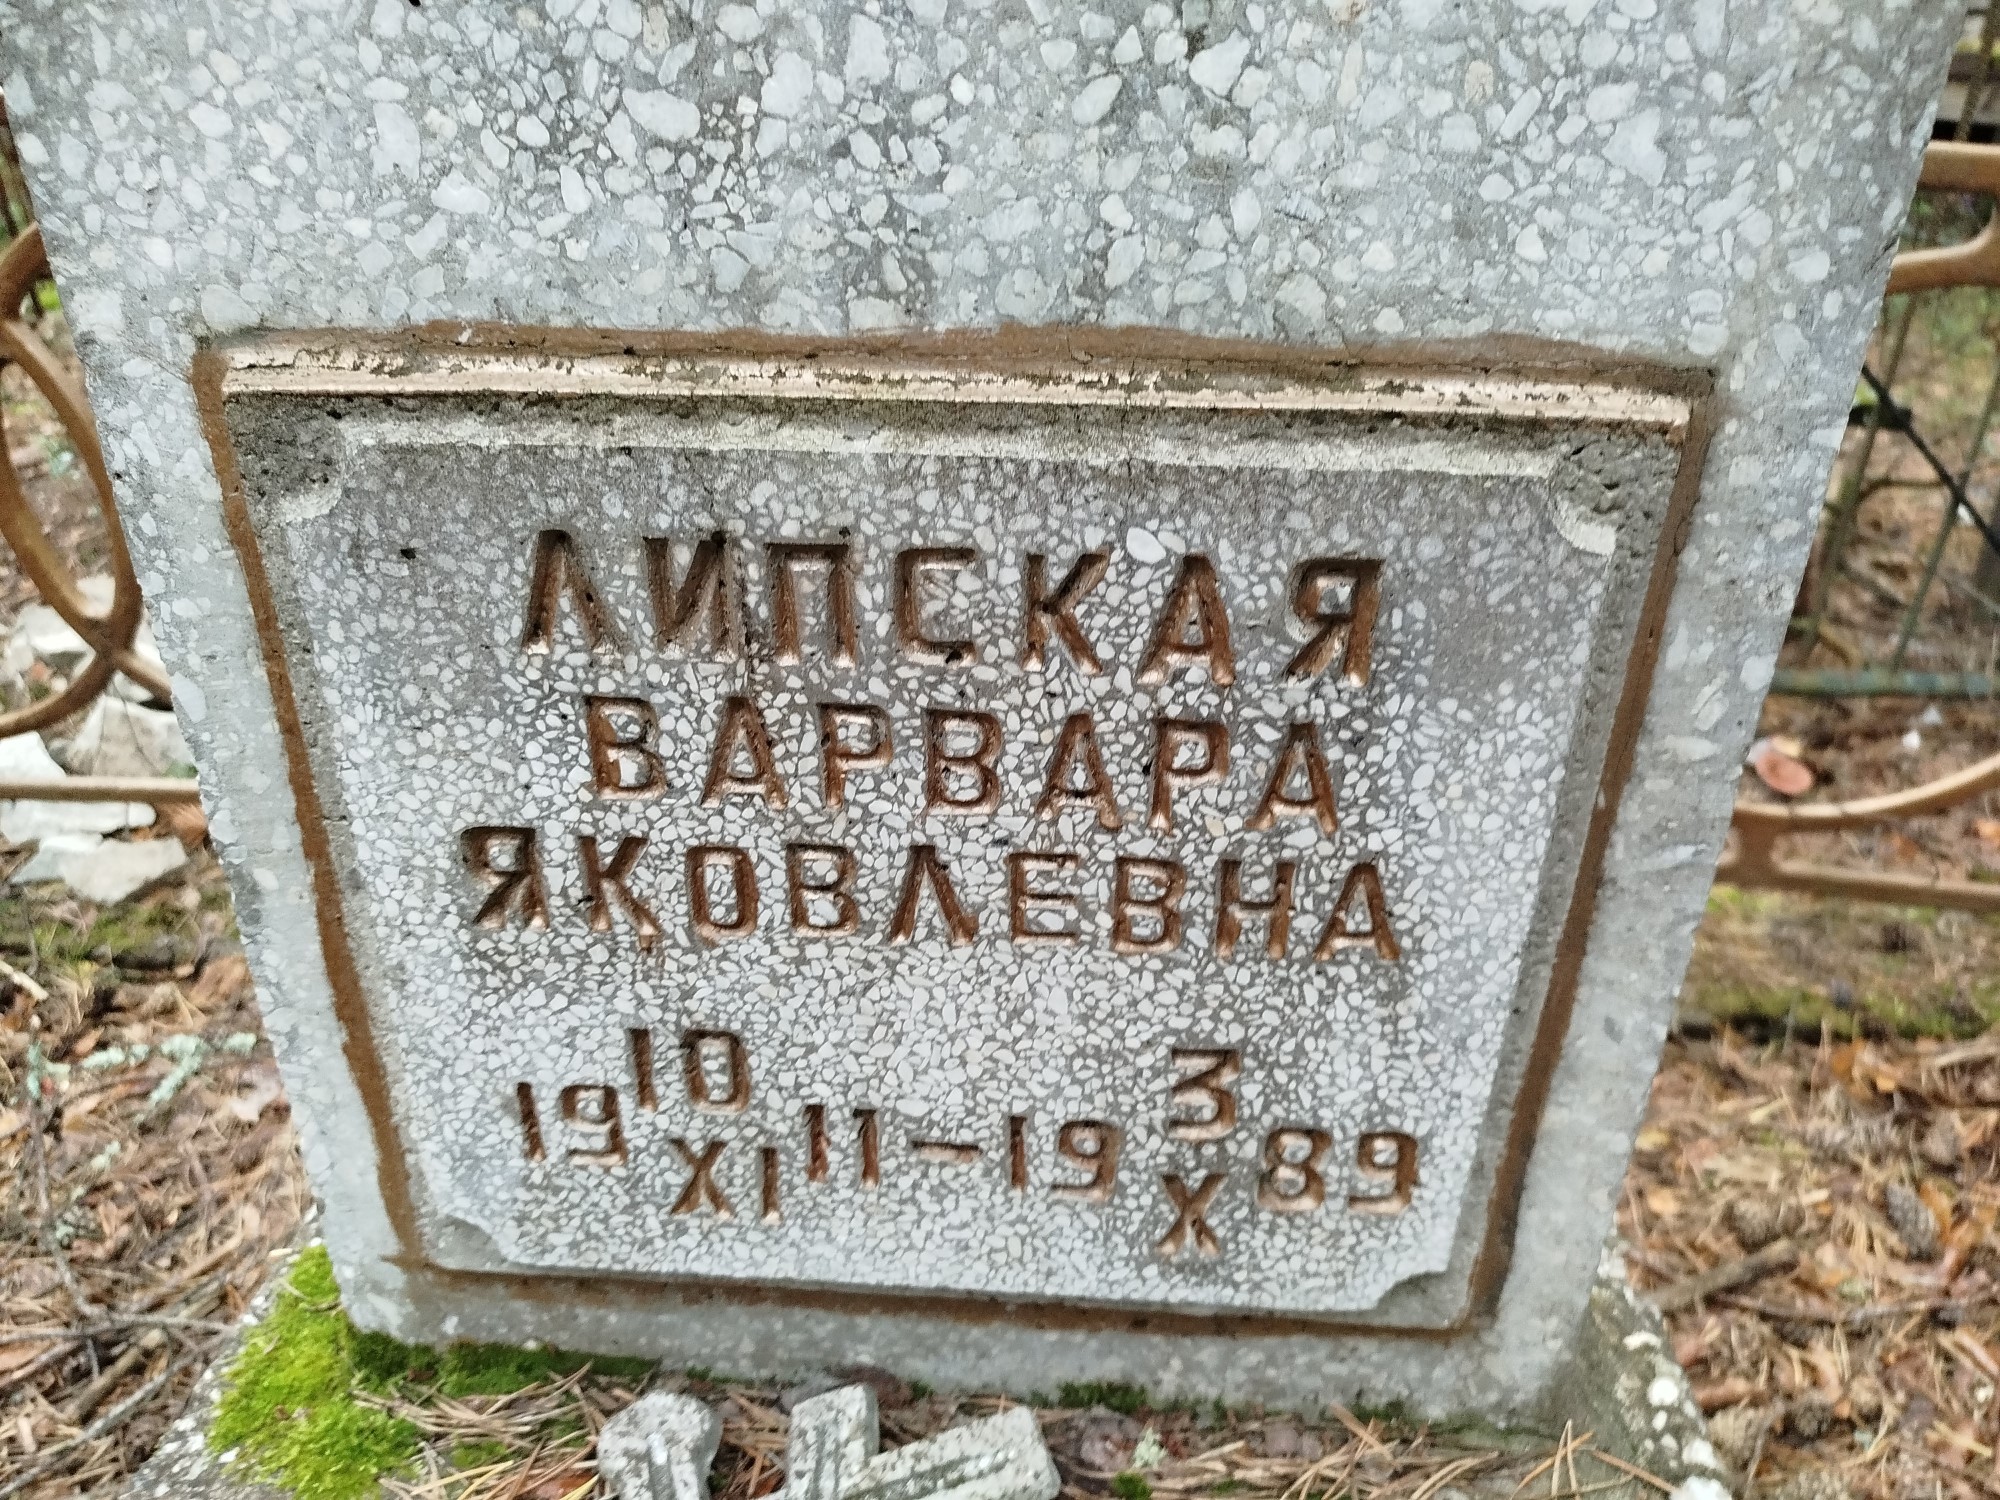 ЛИПСКАЯ
ВАРВАРА
ЯКОВЛЕВНА
19 10/XI 11 – 19 3/X 89